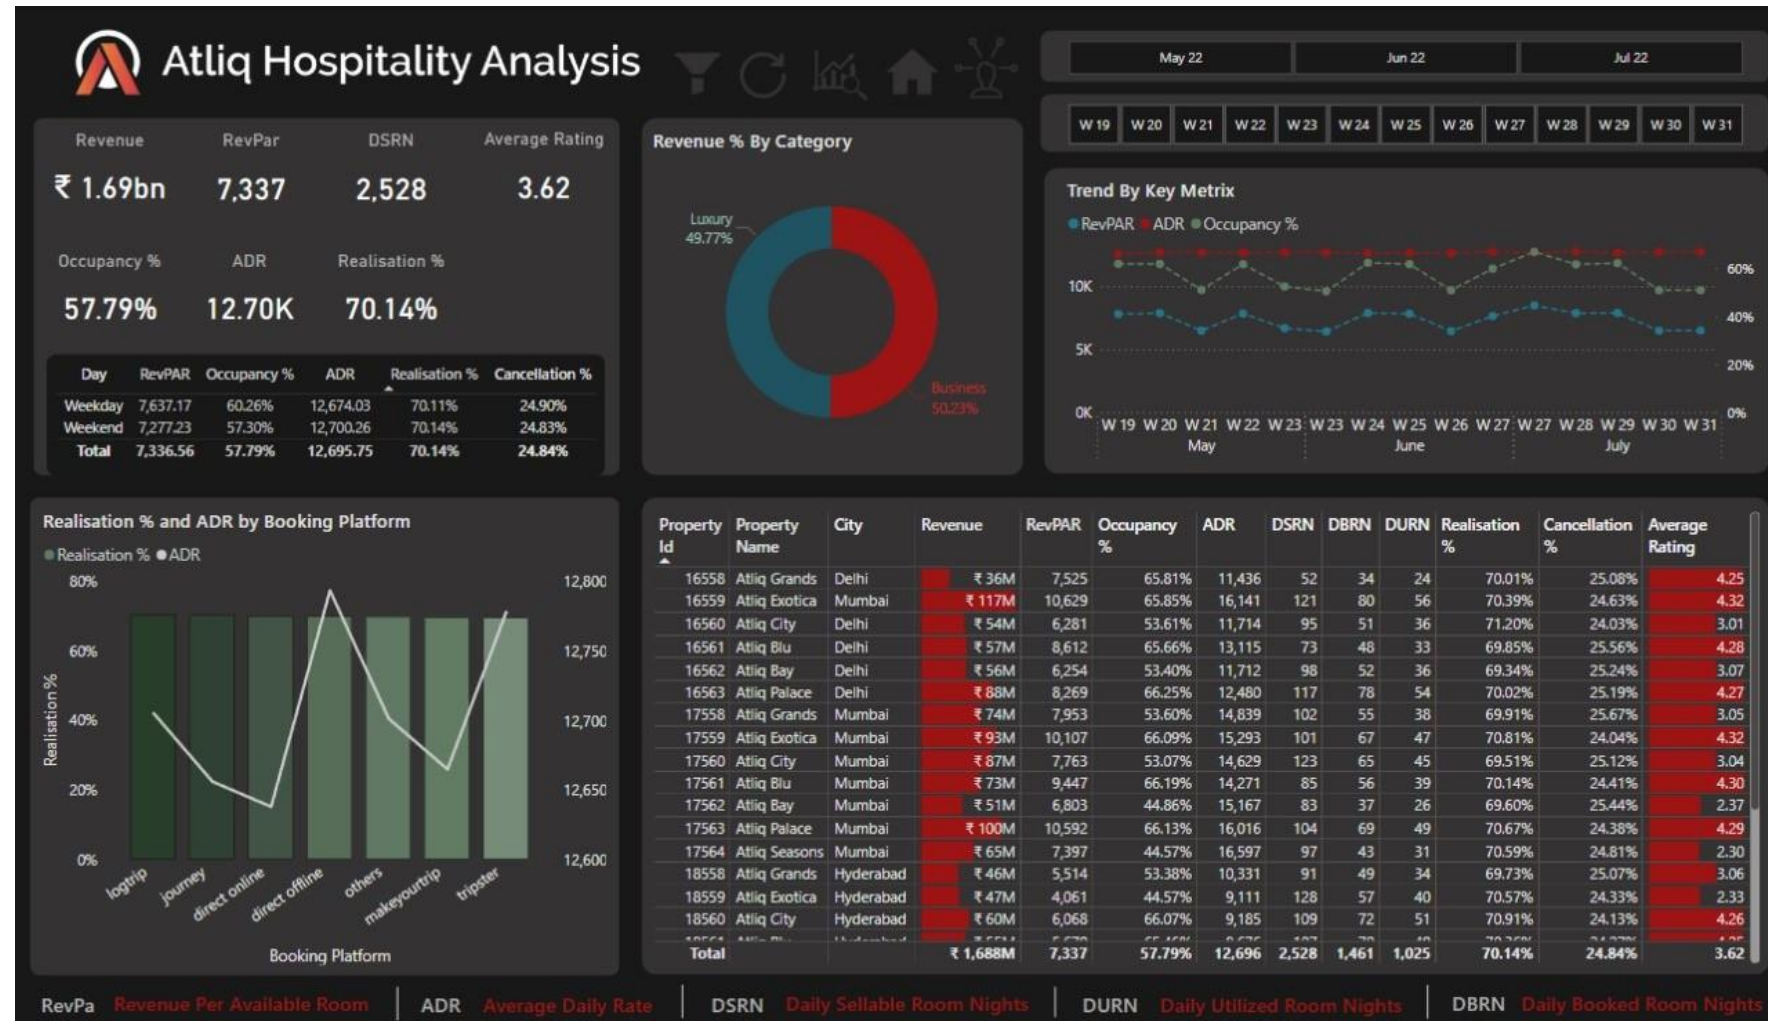 Atliq Hospitality Analysis
May 22 Jun 22 Jul 22
W 19 W 20 W 21 W 22 W 23 W 24 W 25 W 26 W 27 W 28 W 29 W 30 W 31
Revenue RevPar DSRN Average Rating
₹ 1.69bn 7,337 2,528 3.62
Occupancy % ADR Realisation %
57.79% 12.70K 70.14%
Day RevPAR Occupancy % ADR Realisation % Cancellation %
Weekday 7,637.17 60.26% 12,674.03 70.11% 24.90%
Weekend 7,277.23 57.30% 12,700.26 70.14% 24.83%
Total 7,336.56 57.79% 12,695.75 70.14% 24.84%
Revenue % By Category
Luxury
49.77%
Business
50.23%
Trend By Key Metrix
RevPAR ADR Occupancy %
10K
5K
0K
60%
40%
20%
0%
W 19 W 20 W 21 W 22 W 23 W 23 W 24 W 25 W 26 W 27 W 27 W 28 W 29 W 30 W 31
May June July
Realisation % and ADR by Booking Platform
Realisation % ADR
80% 12,800
60% 12,750
40% 12,700
20% 12,650
0% 12,600
Realisation %
logtrip journey direct online direct offline others makeyourtrip tripster
Booking Platform
Property Id Property Name City Revenue RevPAR Occupancy % ADR DSRN DBRN DURN Realisation % Cancellation % Average Rating
16558 Atliq Grands Delhi ₹ 36M 7,525 65.81% 11,436 52 34 24 70.01% 25.08% 4.25
16559 Atliq Exotica Mumbai ₹ 117M 10,629 65.85% 16,141 121 80 56 70.39% 24.63% 4.32
16560 Atliq City Delhi ₹ 54M 6,281 53.61% 11,714 95 51 36 71.20% 24.03% 3.01
16561 Atliq Blu Delhi ₹ 57M 8,612 65.66% 13,115 73 48 33 69.85% 25.56% 4.28
16562 Atliq Bay Delhi ₹ 56M 6,254 53.40% 11,712 98 52 36 69.34% 25.24% 3.07
16563 Atliq Palace Delhi ₹ 88M 8,269 66.25% 12,480 117 78 54 70.02% 25.19% 4.27
17558 Atliq Grands Mumbai ₹ 74M 7,953 53.60% 14,839 102 55 38 69.91% 25.67% 3.05
17559 Atliq Exotica Mumbai ₹ 93M 10,107 66.09% 15,293 101 67 47 70.81% 24.04% 4.32
17560 Atliq City Mumbai ₹ 87M 7,763 53.07% 14,629 123 65 45 69.51% 25.12% 3.04
17561 Atliq Blu Mumbai ₹ 73M 9,447 66.19% 14,271 85 56 39 70.14% 24.41% 4.30
17562 Atliq Bay Mumbai ₹ 51M 6,803 44.86% 15,167 83 37 26 69.60% 25.44% 2.37
17563 Atliq Palace Mumbai ₹ 100M 10,592 66.13% 16,016 104 69 49 70.67% 24.38% 4.29
17564 Atliq Seasons Mumbai ₹ 65M 7,397 44.57% 16,597 97 43 31 70.59% 24.81% 2.30
18558 Atliq Grands Hyderabad ₹ 46M 5,514 53.38% 10,331 91 49 34 69.73% 25.07% 3.06
18559 Atliq Exotica Hyderabad ₹ 47M 4,061 44.57% 9,111 128 57 40 70.57% 24.33% 2.33
18560 Atliq City Hyderabad ₹ 60M 6,068 66.07% 9,185 109 72 51 70.91% 24.13% 4.26
Total ₹ 1,688M 7,337 57.79% 12,696 2,528 1,461 1,025 70.14% 24.84% 3.62
RevPa Revenue Per Available Room ADR Average Daily Rate DSRN Daily Sellable Room Nights DURN Daily Utilized Room Nights DBRN Daily Booked Room Nights